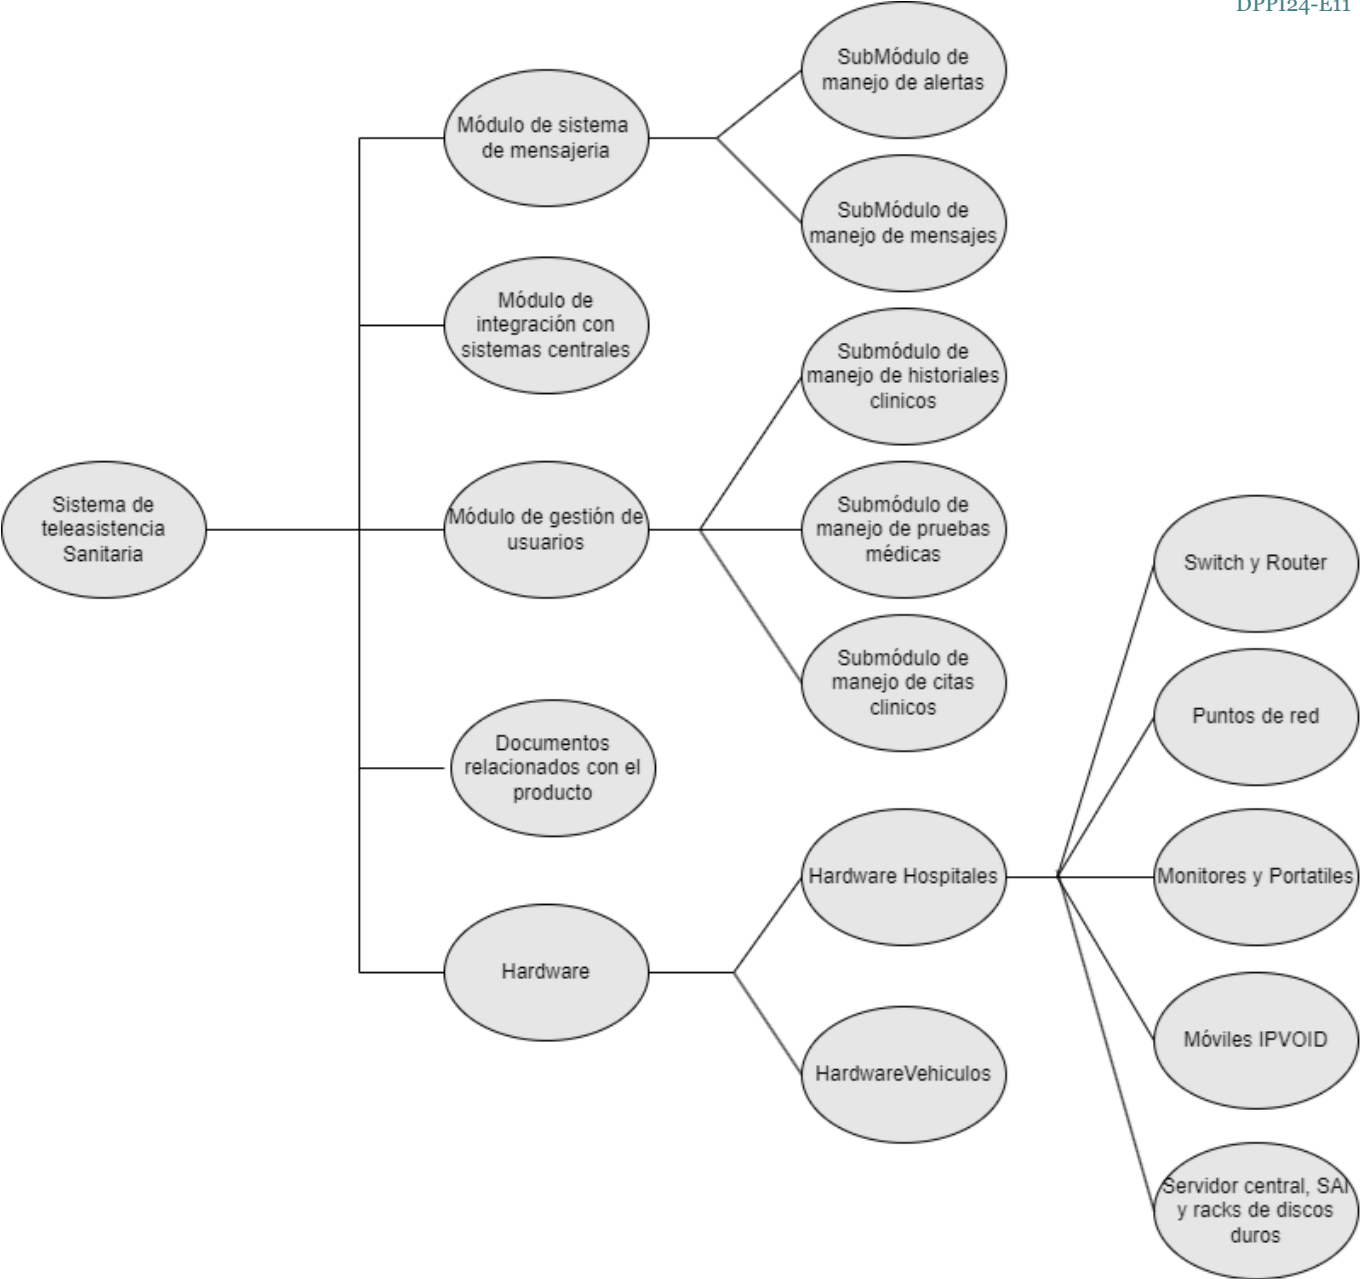 DPPI24-E11
SubMódulo de
manejo de alertas
Módulo de sistema
de mensajeria
SubMódulo de
manejo de mensajes
Módulo de
integración con
sistemas centrales
Submódulo de
manejo de historiales
clinicos
Sistema de
teleasistencia
Sanitaria
Módulo de gestión de
usuarios
Submódulo de
manejo de pruebas
médicas
Switch y Router
Submódulo de
manejo de citas
clinicos
Puntos de red
Documentos
relacionados con el
producto
Hardware Hospitales
Monitores y Portatiles
Hardware
HardwareVehiculos
Móviles IPVOID
Servidor central, SAI
y racks de discos
duros